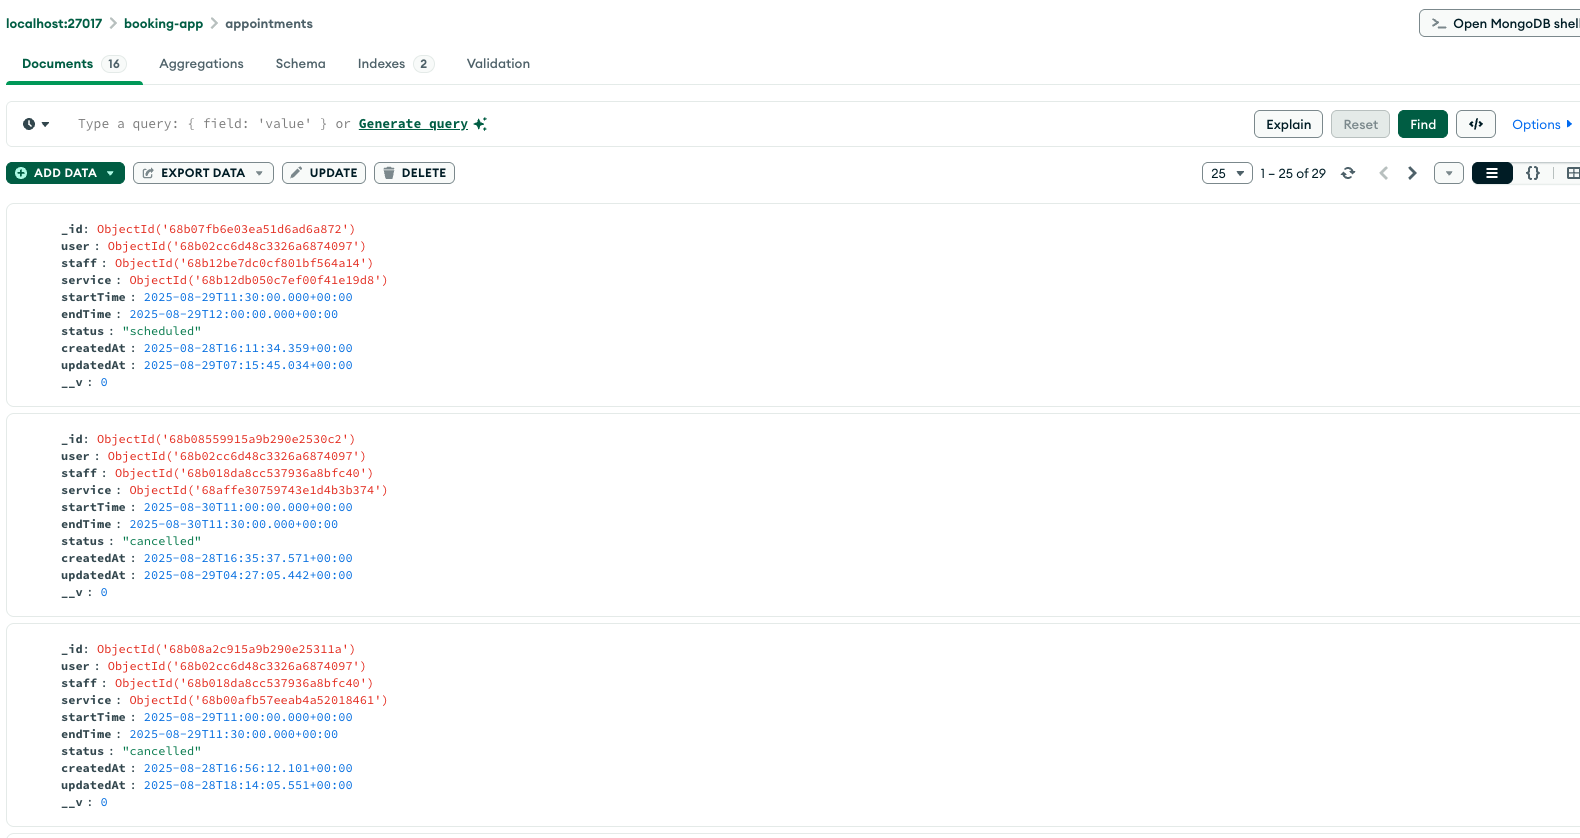 localhost:27017 > booking-app > appointments
>_ Open MongoDB shell
Documents 16 Aggregations Schema Indexes 2 Validation
Type a query: { field: 'value' } or Generate query
Explain Reset Find </> Options
ADD DATA EXPORT DATA UPDATE DELETE
25 1 – 25 of 29 {}
_id: ObjectId('68b07fb6e03ea51d6ad6a872')
user : ObjectId('68b02cc6d48c3326a6874097')
staff : ObjectId('68b12be7dc0cf801bf564a14')
service : ObjectId('68b12db050c7ef00f41e19d8')
startTime : 2025-08-29T11:30:00.000+00:00
endTime : 2025-08-29T12:00:00.000+00:00
status : "scheduled"
createdAt : 2025-08-28T16:11:34.359+00:00
updatedAt : 2025-08-29T07:15:45.034+00:00
__v : 0
_id: ObjectId('68b08559915a9b290e2530c2')
user : ObjectId('68b02cc6d48c3326a6874097')
staff : ObjectId('68b018da8cc537936a8bfc40')
service : ObjectId('68affe30759743e1d4b3b374')
startTime : 2025-08-30T11:00:00.000+00:00
endTime : 2025-08-30T11:30:00.000+00:00
status : "cancelled"
createdAt : 2025-08-28T16:35:37.571+00:00
updatedAt : 2025-08-29T04:27:05.442+00:00
__v : 0
_id: ObjectId('68b08a2c915a9b290e25311a')
user : ObjectId('68b02cc6d48c3326a6874097')
staff : ObjectId('68b018da8cc537936a8bfc40')
service : ObjectId('68b00afb57eeab4a52018461')
startTime : 2025-08-29T11:00:00.000+00:00
endTime : 2025-08-29T11:30:00.000+00:00
status : "cancelled"
createdAt : 2025-08-28T16:56:12.101+00:00
updatedAt : 2025-08-28T18:14:05.551+00:00
__v : 0